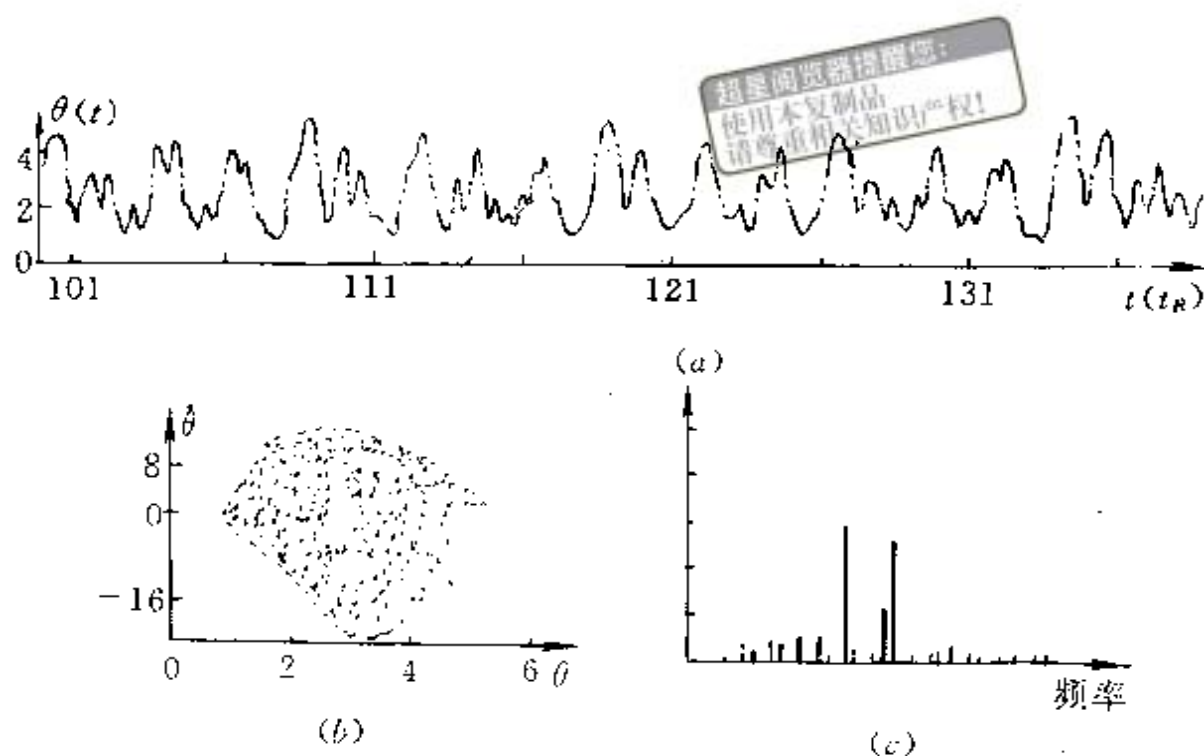 超星阅览器提醒您：
使用本复制品
请尊重相关知识产权！
θ(t)
4
2
0
101 111 121 131 t(t_R)
(a)
θ̇
8
0
-16
0 2 4 6 θ
(b)
频率
(c)